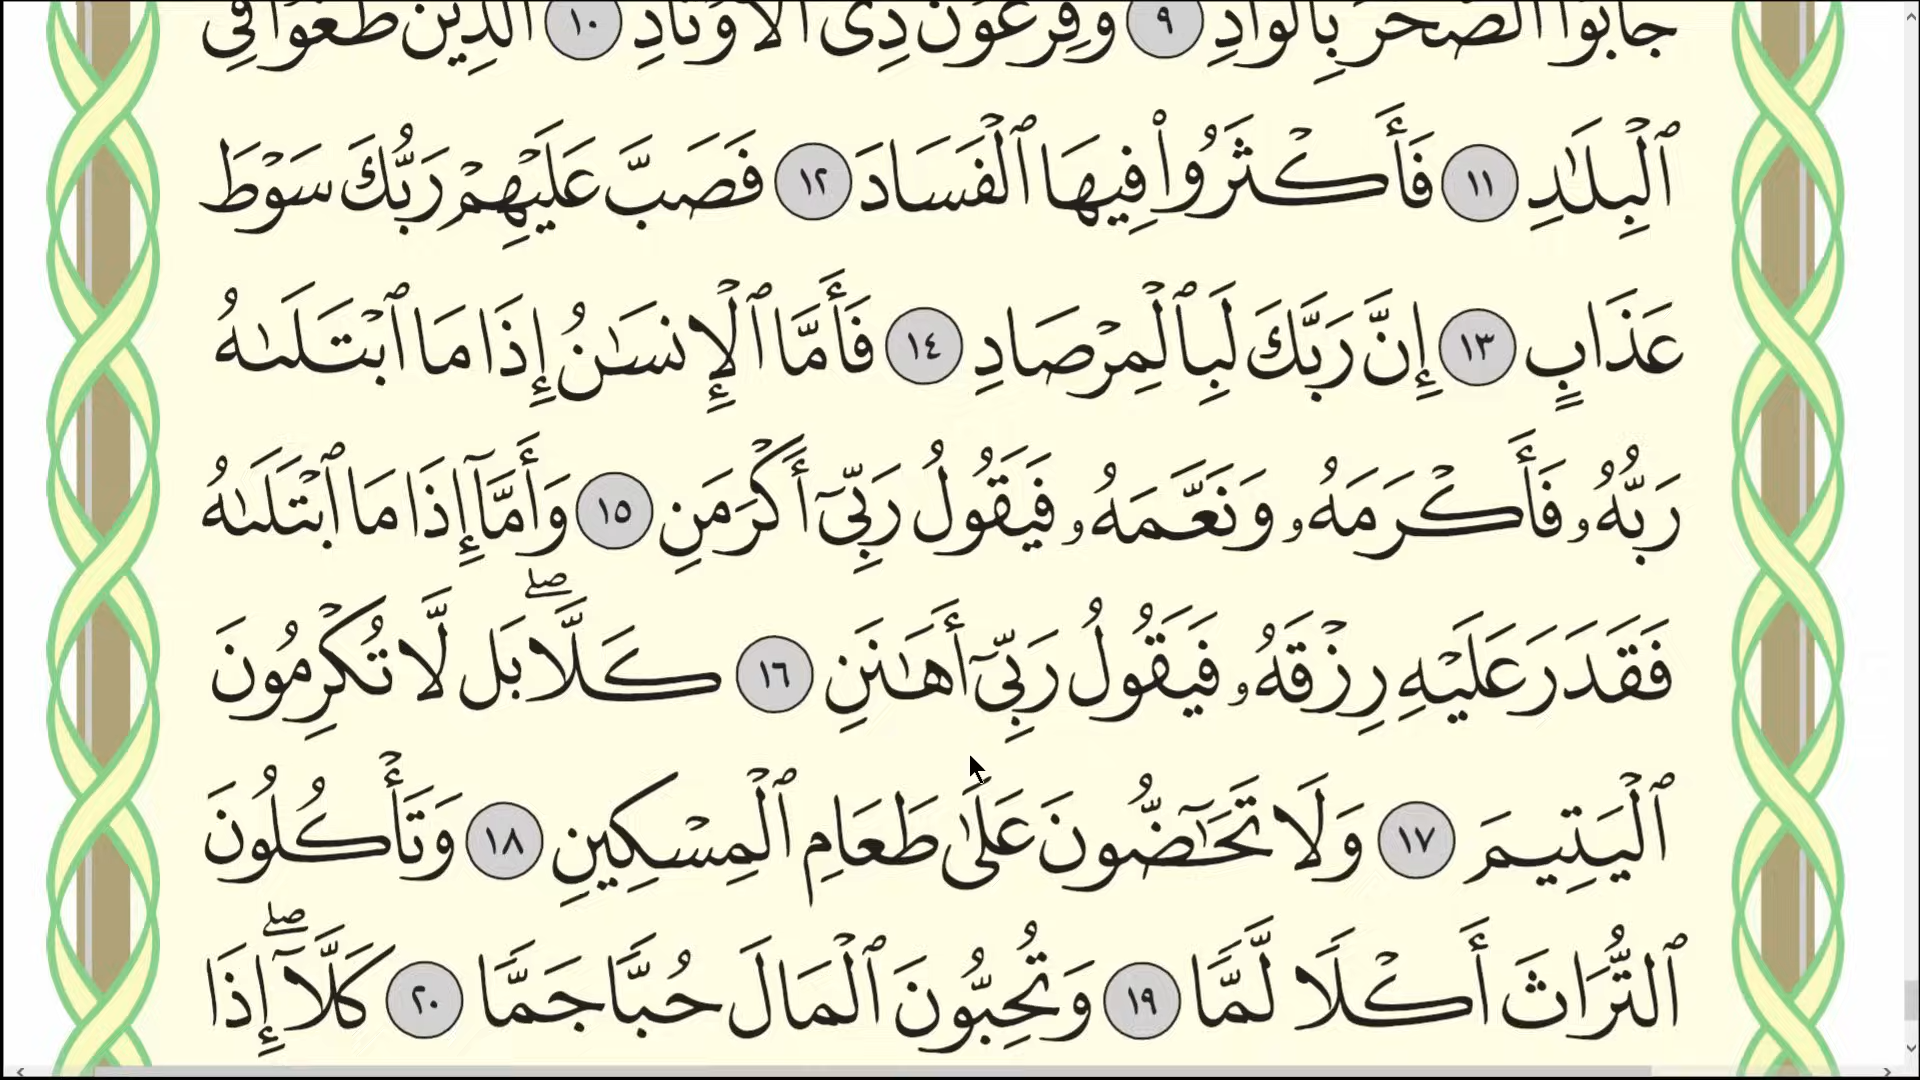 جَابُوا۟ ٱلصَّخْرَ بِٱلْوَادِ ٩ وَفِرْعَوْنَ ذِى ٱلْأَوْتَادِ ١٠ ٱلَّذِينَ طَغَوْا۟ فِى
ٱلْبِلَـٰدِ ١١ فَأَكْثَرُوا۟ فِيهَا ٱلْفَسَادَ ١٢ فَصَبَّ عَلَيْهِمْ رَبُّكَ سَوْطَ
عَذَابٍ ١٣ إِنَّ رَبَّكَ لَبِٱلْمِرْصَادِ ١٤ فَأَمَّا ٱلْإِنسَـٰنُ إِذَا مَا ٱبْتَلَىٰهُ
رَبُّهُۥ فَأَكْرَمَهُۥ وَنَعَّمَهُۥ فَيَقُولُ رَبِّىٓ أَكْرَمَنِ ١٥ وَأَمَّآ إِذَا مَا ٱبْتَلَىٰهُ
فَقَدَرَ عَلَيْهِ رِزْقَهُۥ فَيَقُولُ رَبِّىٓ أَهَـٰنَنِ ١٦ كَلَّا ۖ بَل لَّا تُكْرِمُونَ
ٱلْيَتِيمَ ١٧ وَلَا تَحَـٰٓضُّونَ عَلَىٰ طَعَامِ ٱلْمِسْكِينِ ١٨ وَتَأْكُلُونَ
ٱلتُّرَاثَ أَكْلًا لَّمًّا ١٩ وَتُحِبُّونَ ٱلْمَالَ حُبًّا جَمًّا ٢٠ كَلَّآ ۖ إِذَا